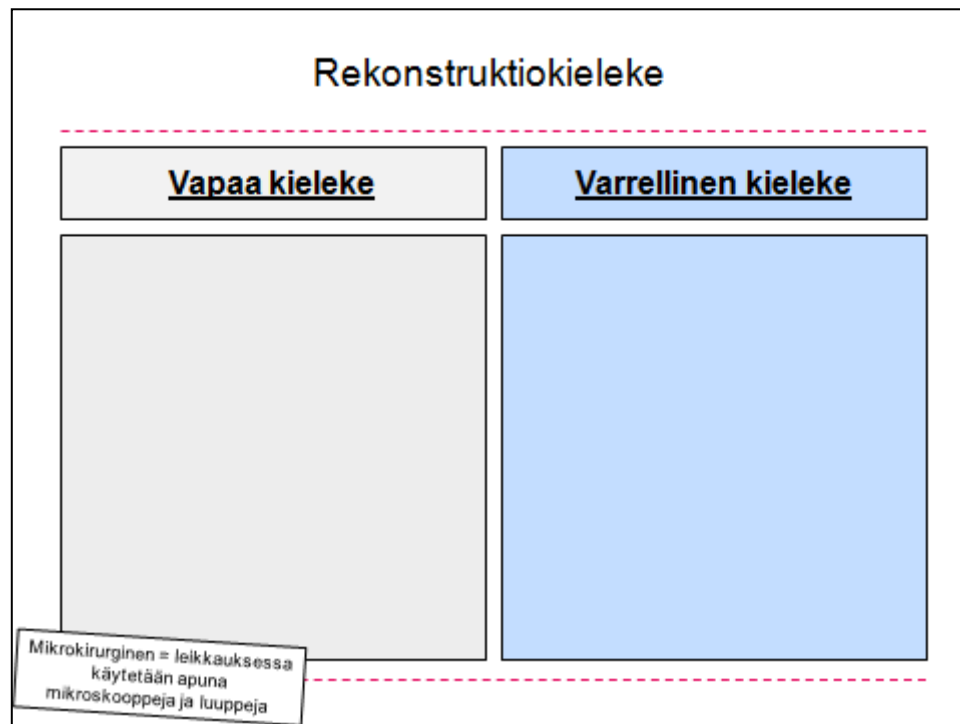 Rekonstruktiokieleke
Vapaa kieleke
Varrellinen kieleke
Mikrokirurginen = leikkauksessa
käytetään apuna
mikroskooppeja ja luuppeja